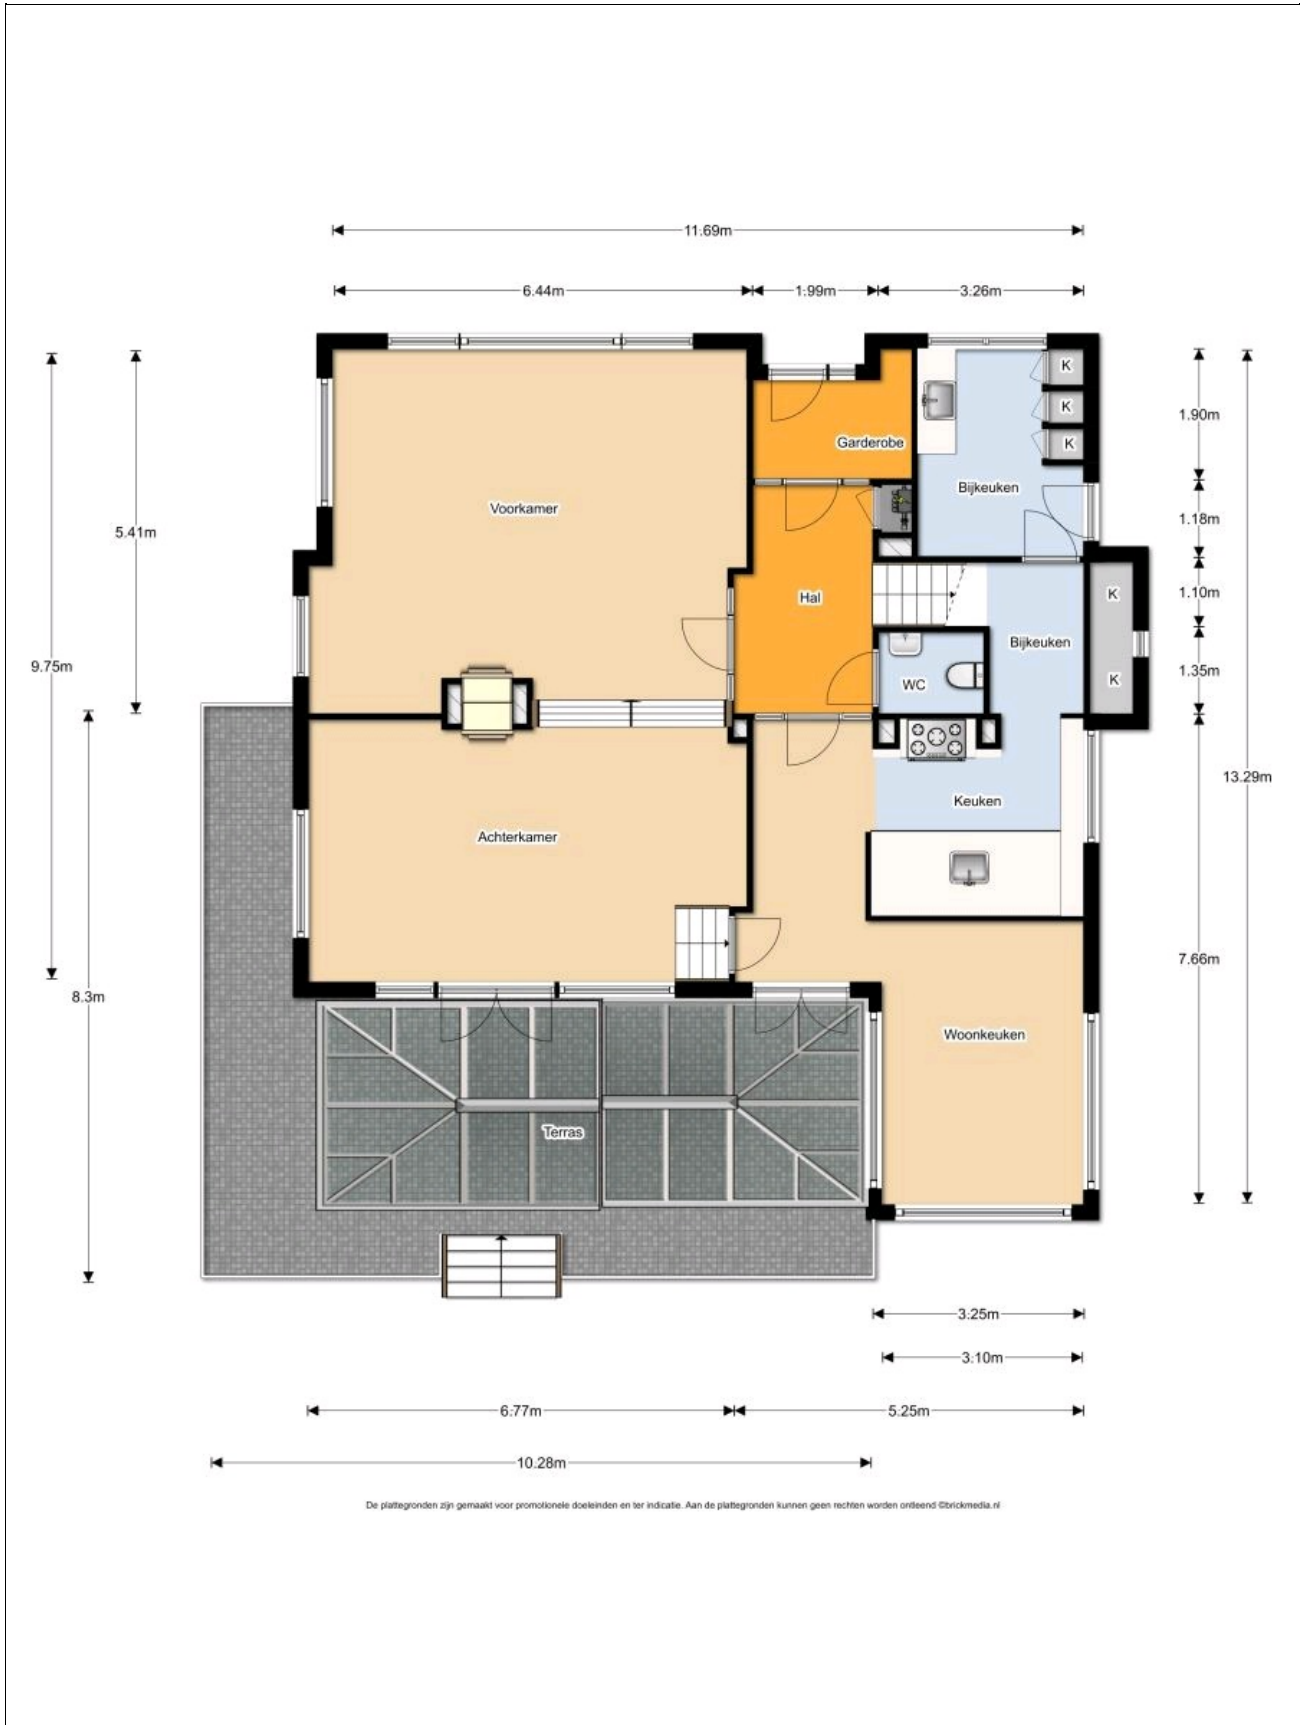 11.69m
6.44m
1.99m
3.26m
K
K
K
1.90m
Garderobe
Bijkeuken
Voorkamer
1.18m
5.41m
Hal
K
1.10m
Bijkeuken
9.75m
1.35m
WC
K
13.29m
Keuken
Achterkamer
7.66m
8.3m
Woonkeuken
Terras
3.25m
3.10m
6.77m
5.25m
10.28m
De plattegronden zijn gemaakt voor promotionele doeleinden en ter indicatie. Aan de plattegronden kunnen geen rechten worden ontleend ©brickmedia.nl